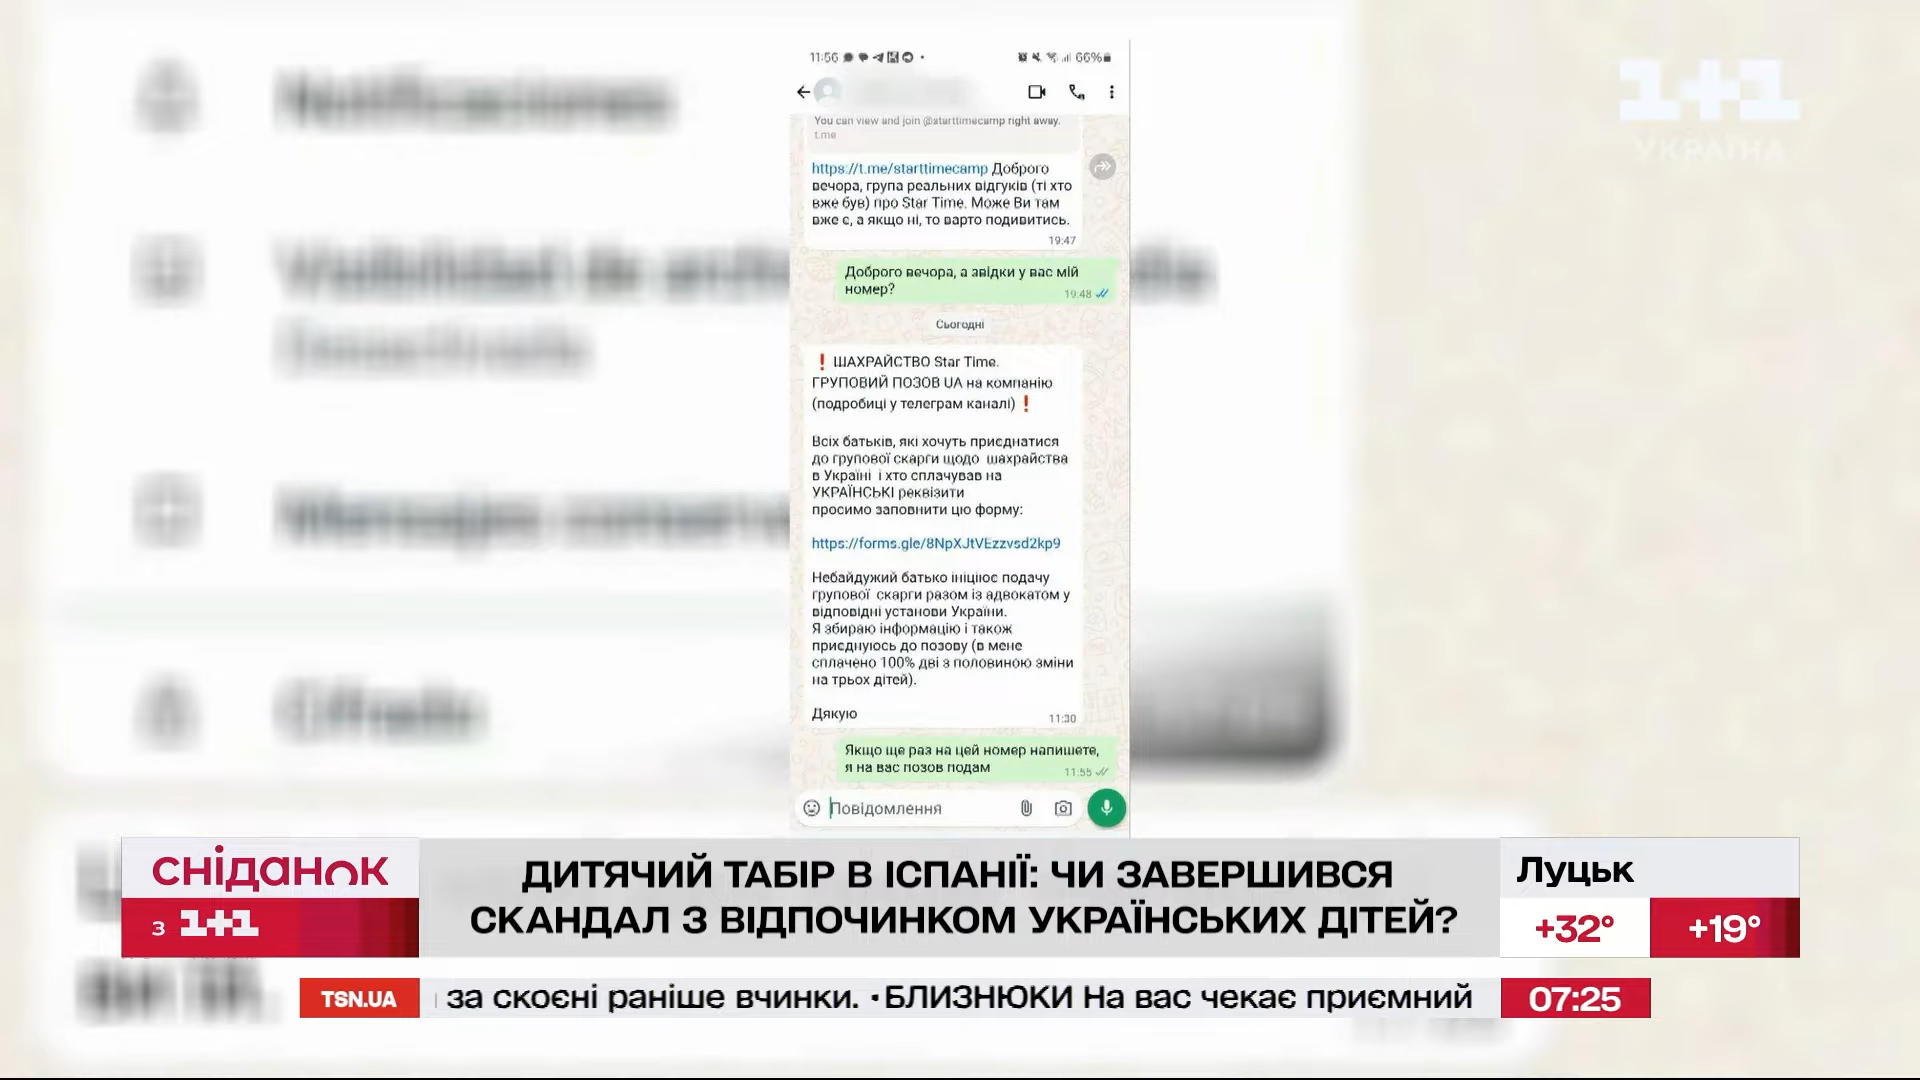 Notificaciones
Visibilidad de
Desactivada
Mensajes
Cifrado
11:56
66%
You can view and join @starttimecamp right away.
t.me
https://t.me/starttimecamp Доброго
вечора, група реальних відгуків (ті хто
вже був) про Star Time. Може Ви там
вже є, а якщо ні, то варто подивитись.
19:47
Доброго вечора, а звідки у вас мій
номер?
19:48
Сьогодні
❗ ШАХРАЙСТВО Star Time.
ГРУПОВИЙ ПОЗОВ UA на компанію
(подробиці у телеграм каналі) ❗
Всіх батьків, які хочуть приєднатися
до групової скарги щодо шахрайства
в Україні і хто сплачував на
УКРАЇНСЬКІ реквізити
просимо заповнити цю форму:
https://forms.gle/8NpXJtVEzzvsd2kp9
Небайдужий батько ініціює подачу
групової скарги разом із адвокатом у
відповідні установи України.
Я збираю інформацію і також
приєднуюсь до позову (в мене
сплачено 100% дві з половиною зміни
на трьох дітей).
Дякую
11:30
Якщо ще раз на цей номер напишете,
я на вас позов подам
11:55
Повідомлення
1+1
УКРАЇНА
СНІДАНОК
З 1+1
ДИТЯЧИЙ ТАБІР В ІСПАНІЇ: ЧИ ЗАВЕРШИВСЯ
СКАНДАЛ З ВІДПОЧИНКОМ УКРАЇНСЬКИХ ДІТЕЙ?
Луцьк
+32° +19°
TSN.UA
за скоєні раніше вчинки. • БЛИЗНЮКИ На вас чекає приємний
07:25